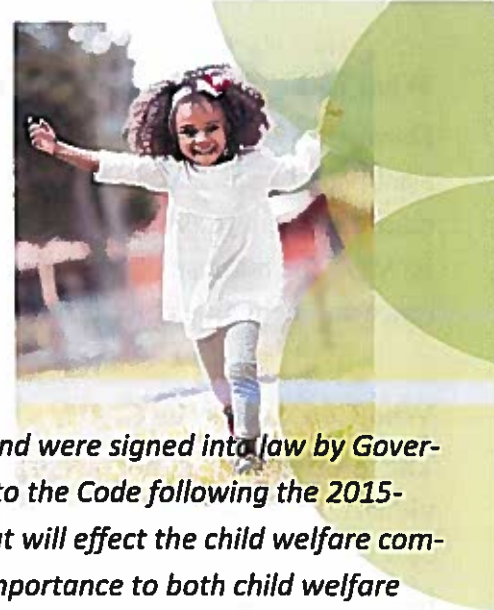 nd were signed into law by Gover-
to the Code following the 2015-
t will effect the child welfare com-
mportance to both child welfare